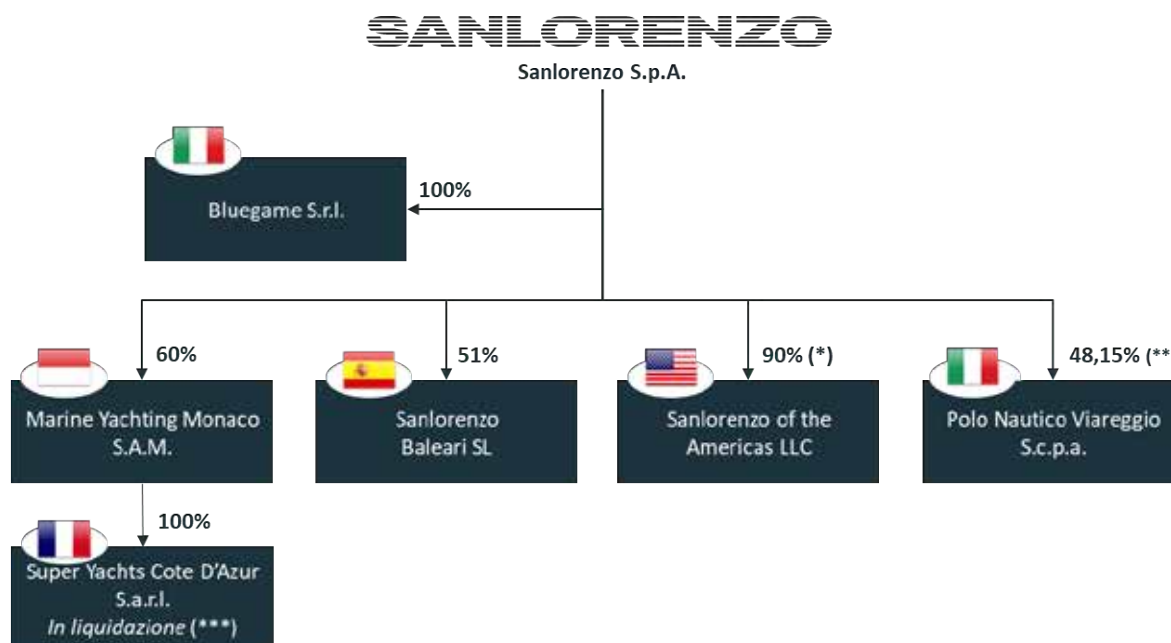 SANLORENZO
Sanlorenzo S.p.A.
Bluegame S.r.l.
100%
60%
51%
90% (*)
48,15% (**
Marine Yachting Monaco
S.A.M.
Sanlorenzo
Baleari SL
Sanlorenzo of the
Americas LLC
Polo Nautico Viareggio
S.c.p.a.
100%
Super Yachts Cote D'Azur
S.a.r.l.
In liquidazione (***)